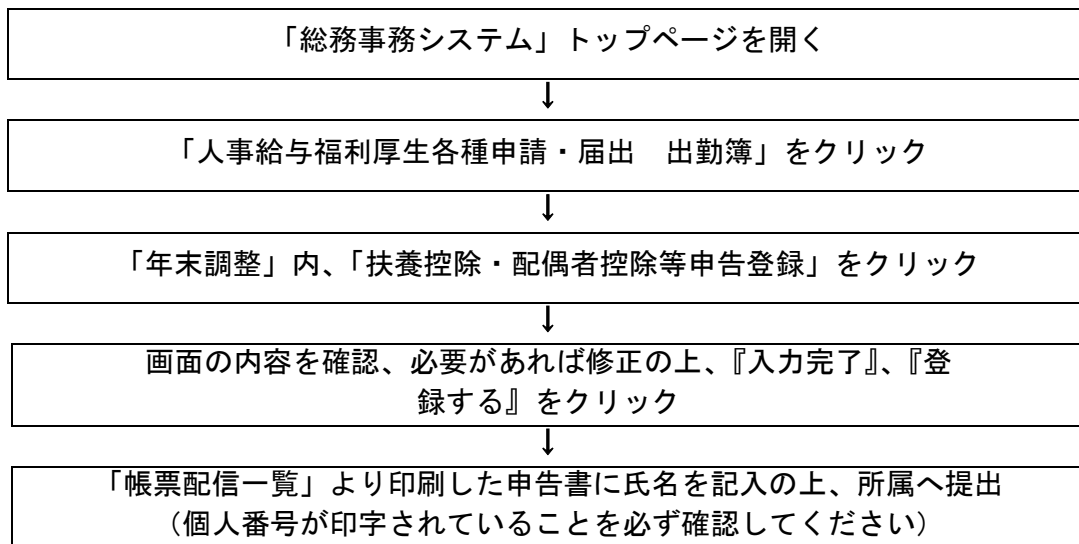 「総務事務システム」トップページを開く
↓
「人事給与福利厚生各種申請・届出　出勤簿」をクリック
↓
「年末調整」内、「扶養控除・配偶者控除等申告登録」をクリック
↓
画面の内容を確認、必要があれば修正の上、『入力完了』、『登
録する』をクリック
↓
「帳票配信一覧」より印刷した申告書に氏名を記入の上、所属へ提出
（個人番号が印字されていることを必ず確認してください）